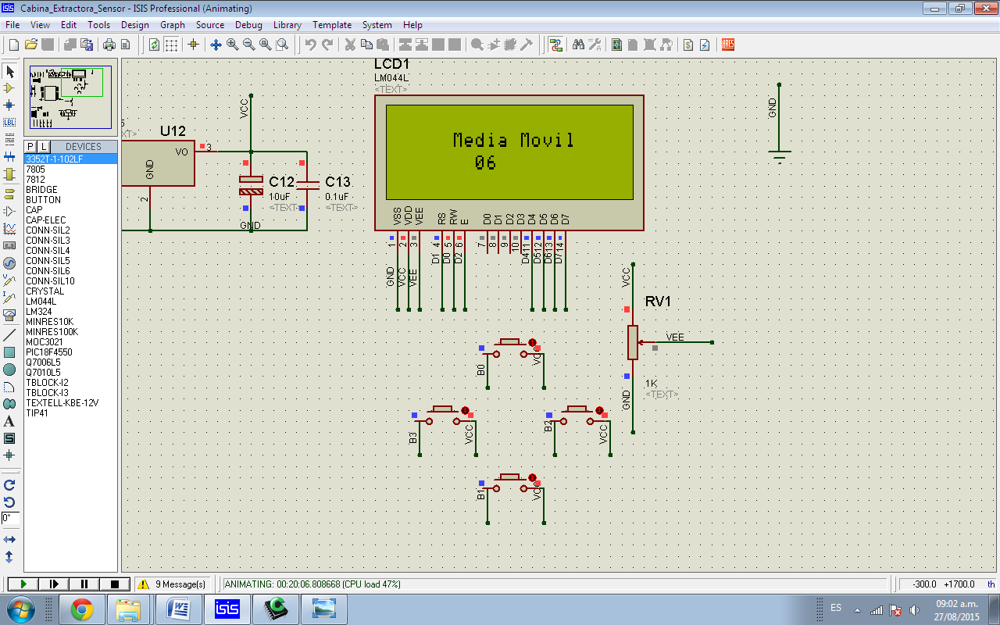 Cabina_Extractora_Sensor - ISIS Professional (Animating)
File View Edit Tools Design Graph Source Debug Library Template System Help
P L DEVICES
3352T-1-102LF
7805
7812
BRIDGE
BUTTON
CAP
CAP-ELEC
CONN-SIL2
CONN-SIL3
CONN-SIL4
CONN-SIL5
CONN-SIL6
CONN-SIL10
CRYSTAL
LM044L
LM324
MINRES10K
MINRES100K
MOC3021
PIC18F4550
Q7006L5
Q7010L5
TBLOCK-I2
TBLOCK-I3
TEXTELL-KBE-12V
TIP41
LBL
A
S
0°
ARES
U12
VO
3
GND
2
VCC
C12
10uF
<TEXT>
C13
0.1uF
<TEXT>
GND
LCD1
LM044L
<TEXT>
Media Movil
06
VSS VDD VEE RS RW E D0 D1 D2 D3 D4 D5 D6 D7
1 2 3 4 5 6 7 8 9 10 11 12 13 14
GND VCC VEE D1 D0 D2 D4 D5 D6 D7
GND
VCC
RV1
VEE
1K
<TEXT>
GND
B0
VCC
B3
VCC
B2
VCC
B1
VCC
9 Message(s)
ANIMATING: 00:20:06.808668 (CPU load 47%)
-300.0 +1700.0 th
W
isis
ES
09:02 a.m.
27/08/2015